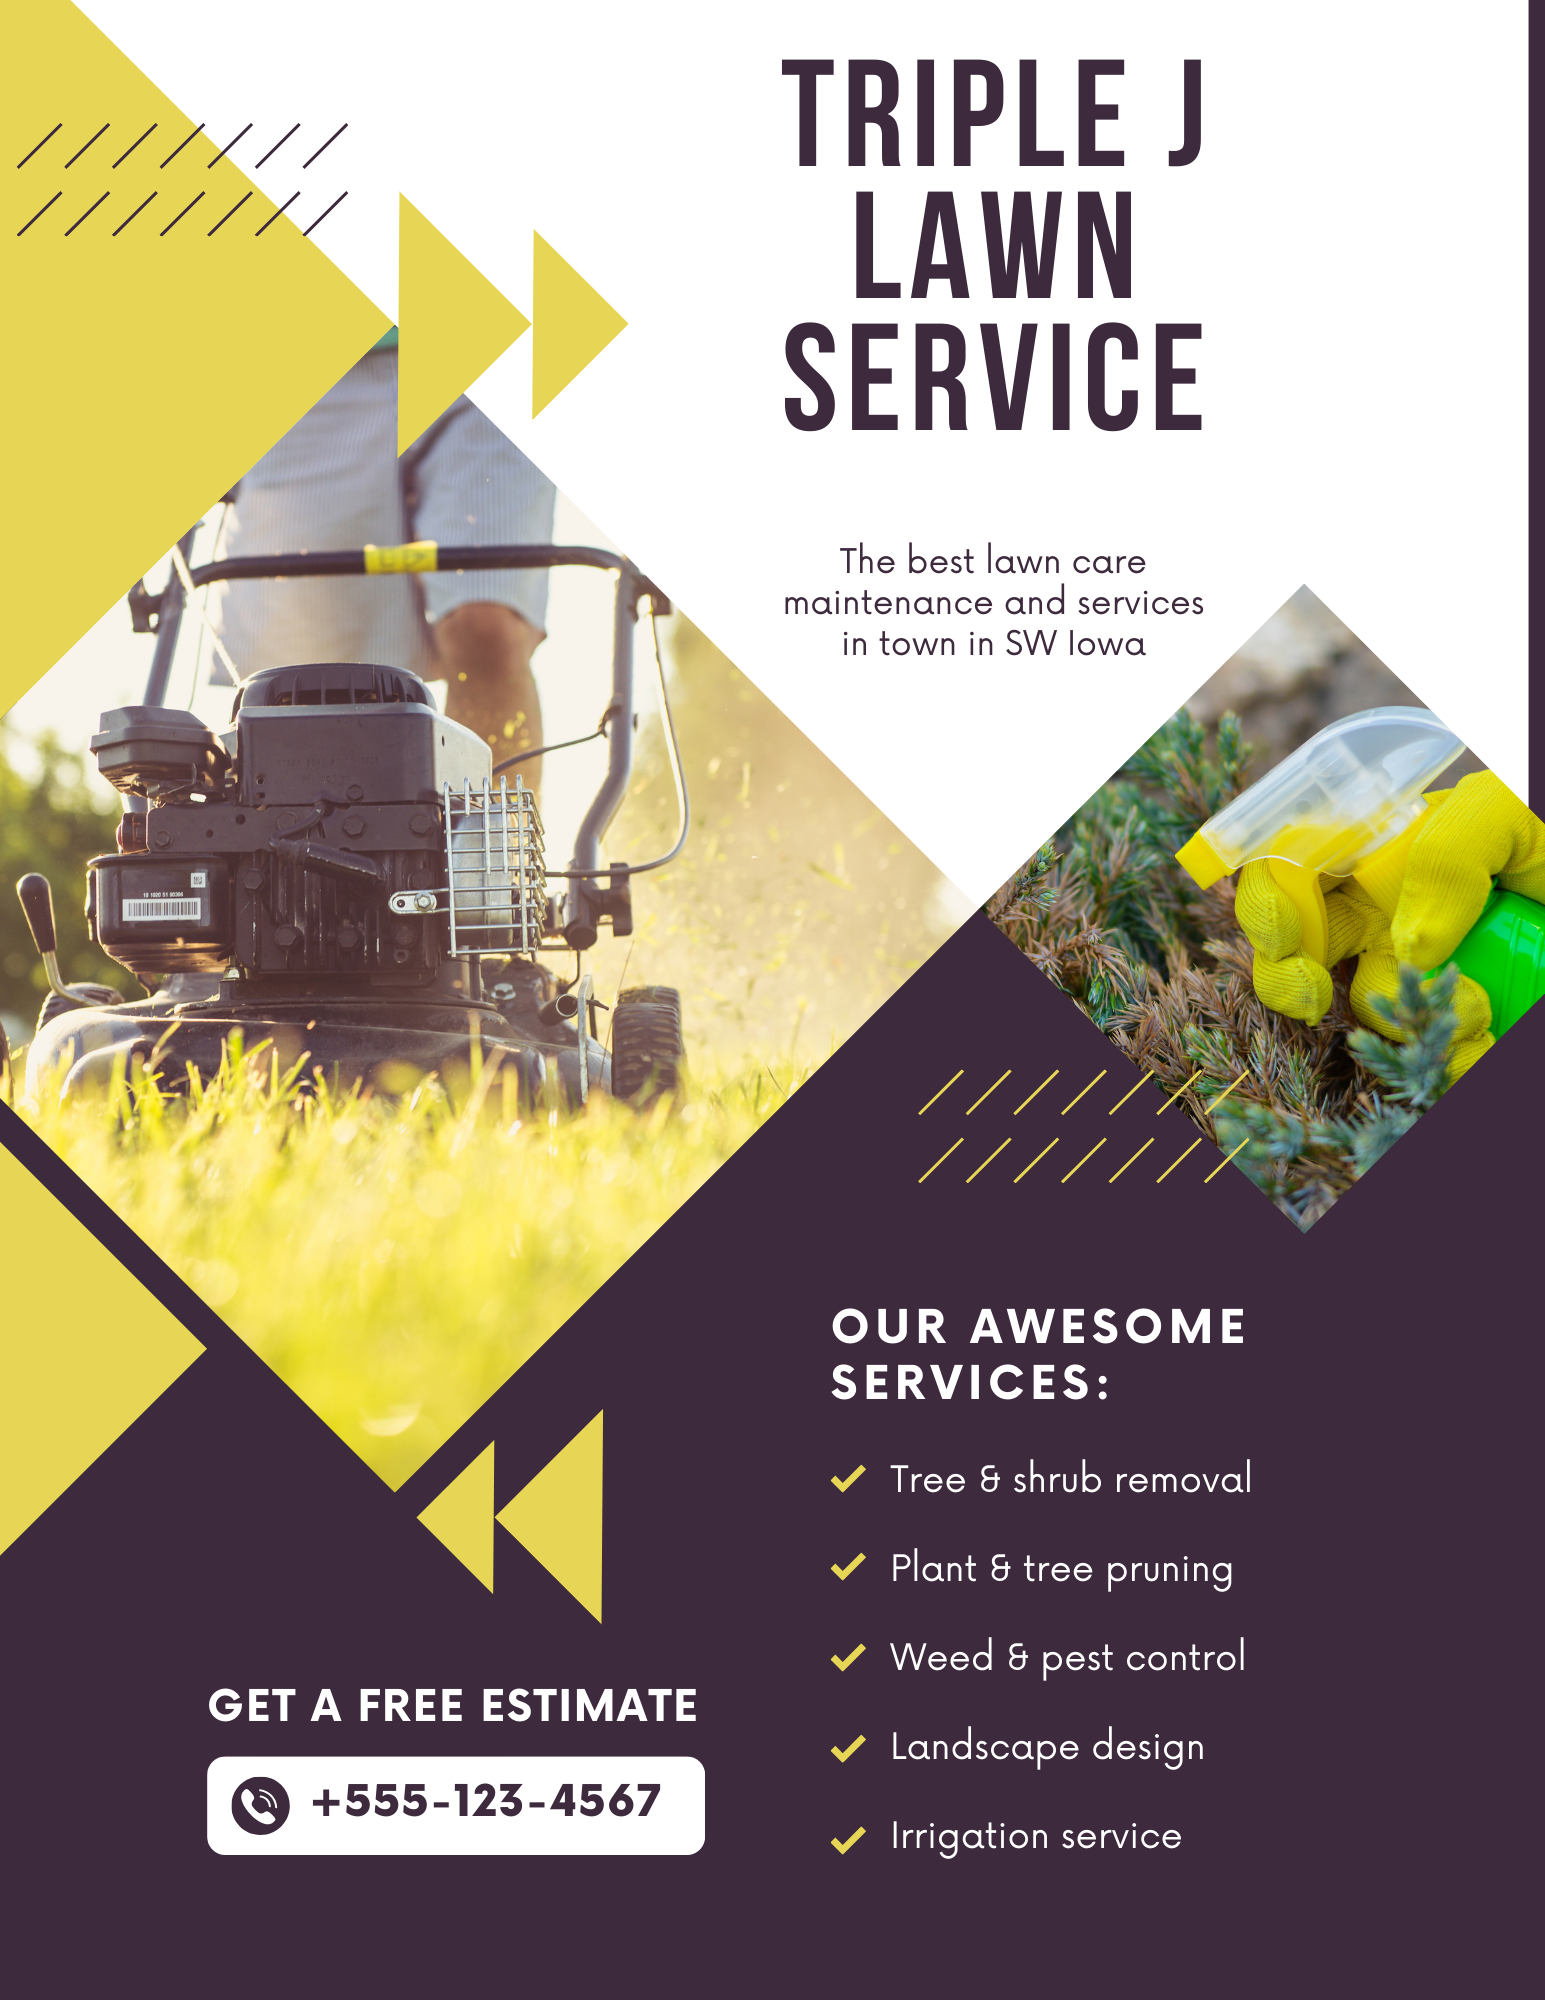 TRIPLE J
LAWN
SERVICE
The best lawn care
maintenance and services
in town in SW Iowa
OUR AWESOME
SERVICES:
Tree & shrub removal
Plant & tree pruning
Weed & pest control
Landscape design
Irrigation service
GET A FREE ESTIMATE
+555-123-4567